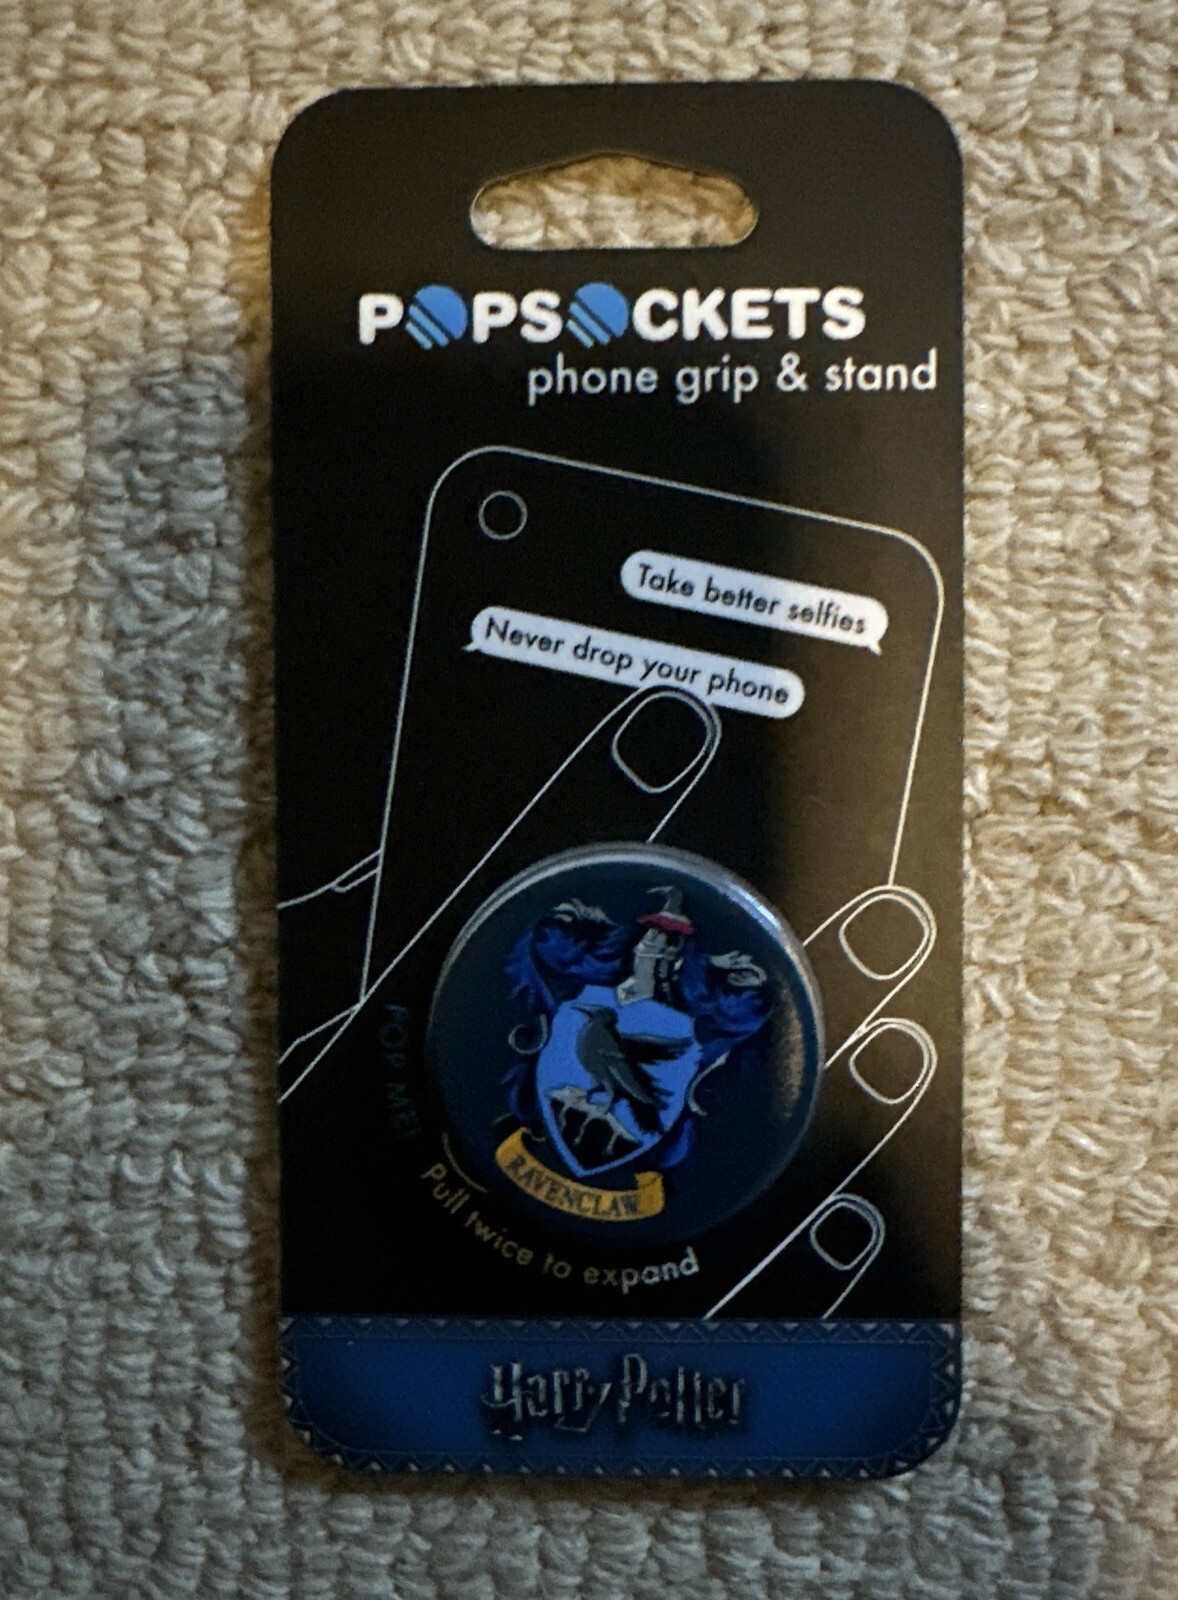 POPSOCKETS
phone grip & stand
Take better selfies
Never drop your phone
POP ME!
RAVENCLAW
Pull twice to expand
Harry Potter